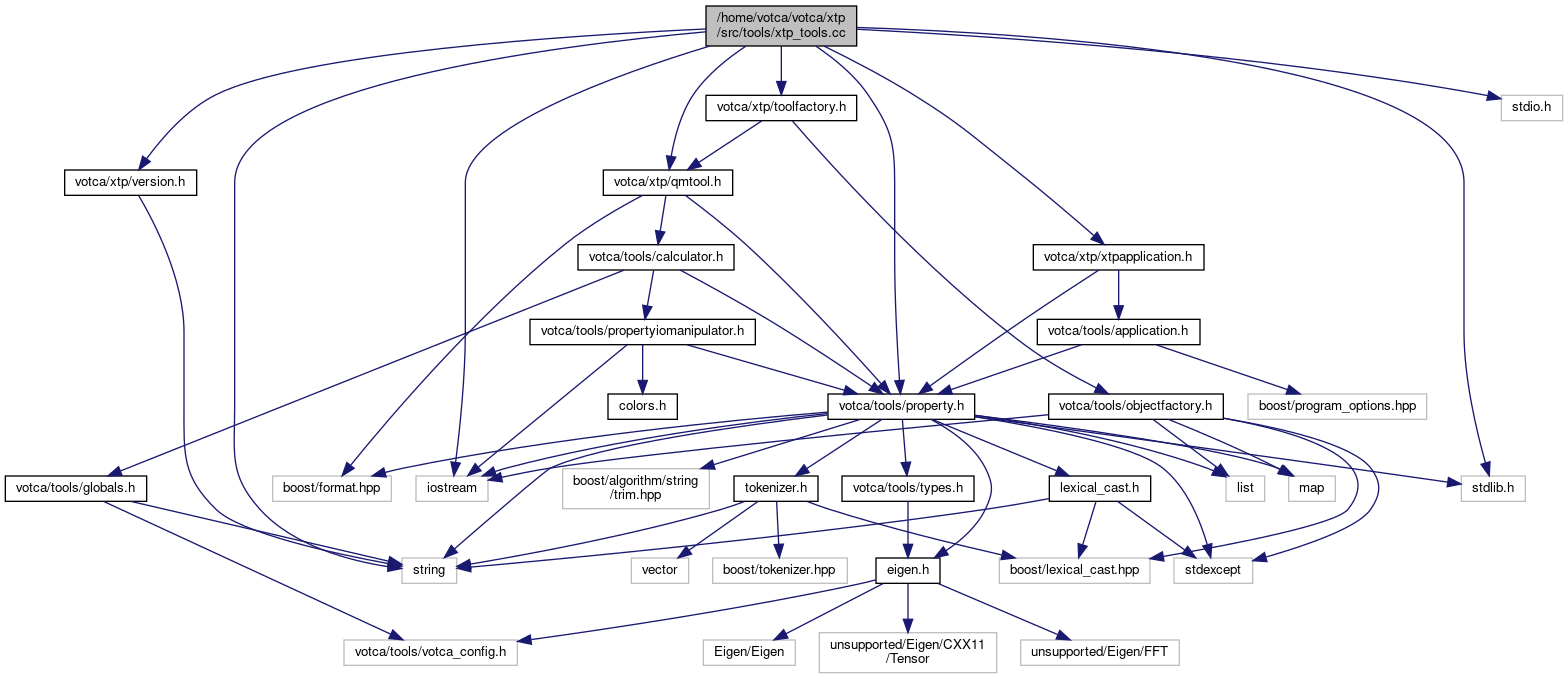 /home/votca/votca/xtp
/src/tools/xtp_tools.cc
votca/xtp/toolfactory.h
stdio.h
votca/xtp/version.h
votca/xtp/qmtool.h
votca/tools/calculator.h
votca/xtp/xtpapplication.h
votca/tools/propertyiomanipulator.h
votca/tools/application.h
colors.h
votca/tools/property.h
votca/tools/objectfactory.h
boost/program_options.hpp
votca/tools/globals.h
boost/format.hpp
iostream
boost/algorithm/string
/trim.hpp
tokenizer.h
votca/tools/types.h
lexical_cast.h
list
map
stdlib.h
string
vector
boost/tokenizer.hpp
eigen.h
boost/lexical_cast.hpp
stdexcept
votca/tools/votca_config.h
Eigen/Eigen
unsupported/Eigen/CXX11
/Tensor
unsupported/Eigen/FFT